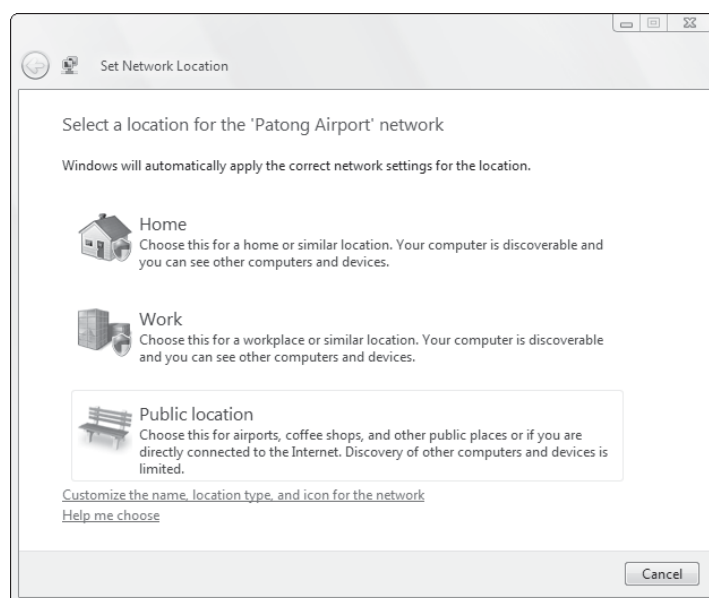 Set Network Location
Select a location for the 'Patong Airport' network
Windows will automatically apply the correct network settings for the location.
Home
Choose this for a home or similar location. Your computer is discoverable and
you can see other computers and devices.
Work
Choose this for a workplace or similar location. Your computer is discoverable
and you can see other computers and devices.
Public location
Choose this for airports, coffee shops, and other public places or if you are
directly connected to the Internet. Discovery of other computers and devices is
limited.
Customize the name, location type, and icon for the network
Help me choose
Cancel